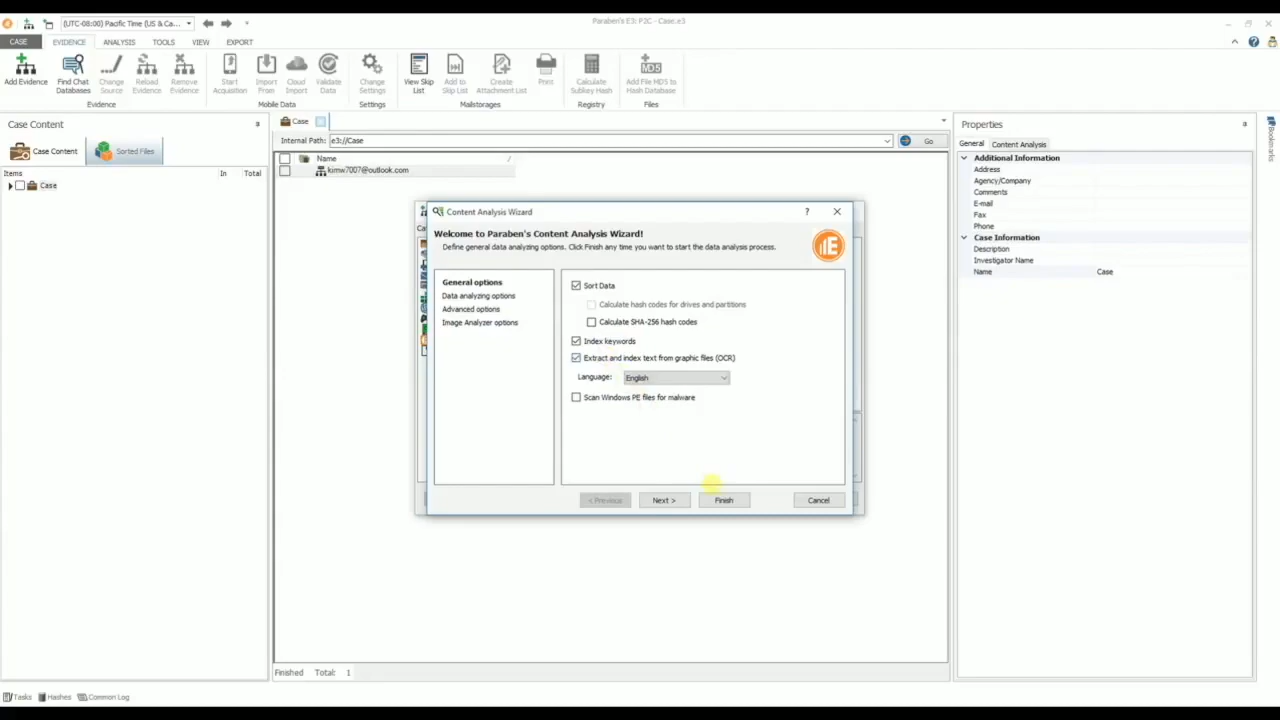 (UTC-08:00) Pacific Time (US & Ca...
Paraben's E3: P2C - Case.e3
CASE EVIDENCE ANALYSIS TOOLS VIEW EXPORT
Add Evidence
Find Chat Databases
Change Source
Reload Evidence
Remove Evidence
Start Acquisition
Import From
Cloud Import
Validate Data
Change Settings
View Skip List
Add to Skip List
Create Attachment List
Print
Calculate Subkey Hash
Add File MD5 to Hash Database
Evidence
Mobile Data
Settings
Mailstorages
Registry
Files
Case Content
Case Content
Sorted Files
Items In Total
Case
Case
Internal Path: e3://Case Go
Name
kimw7007@outlook.com
Content Analysis Wizard
Welcome to Paraben's Content Analysis Wizard!
Define general data analyzing options. Click Finish any time you want to start the data analysis process.
General options
Data analyzing options
Advanced options
Image Analyzer options
Sort Data
Calculate hash codes for drives and partitions
Calculate SHA-256 hash codes
Index keywords
Extract and index text from graphic files (OCR)
Language: English
Scan Windows PE files for malware
< Previous
Next >
Finish
Cancel
Properties
General Content Analysis
Additional Information
Address
Agency/Company
Comments
E-mail
Fax
Phone
Case Information
Description
Investigator Name
Name Case
Bookmarks
Finished Total: 1
Tasks Hashes Common Log